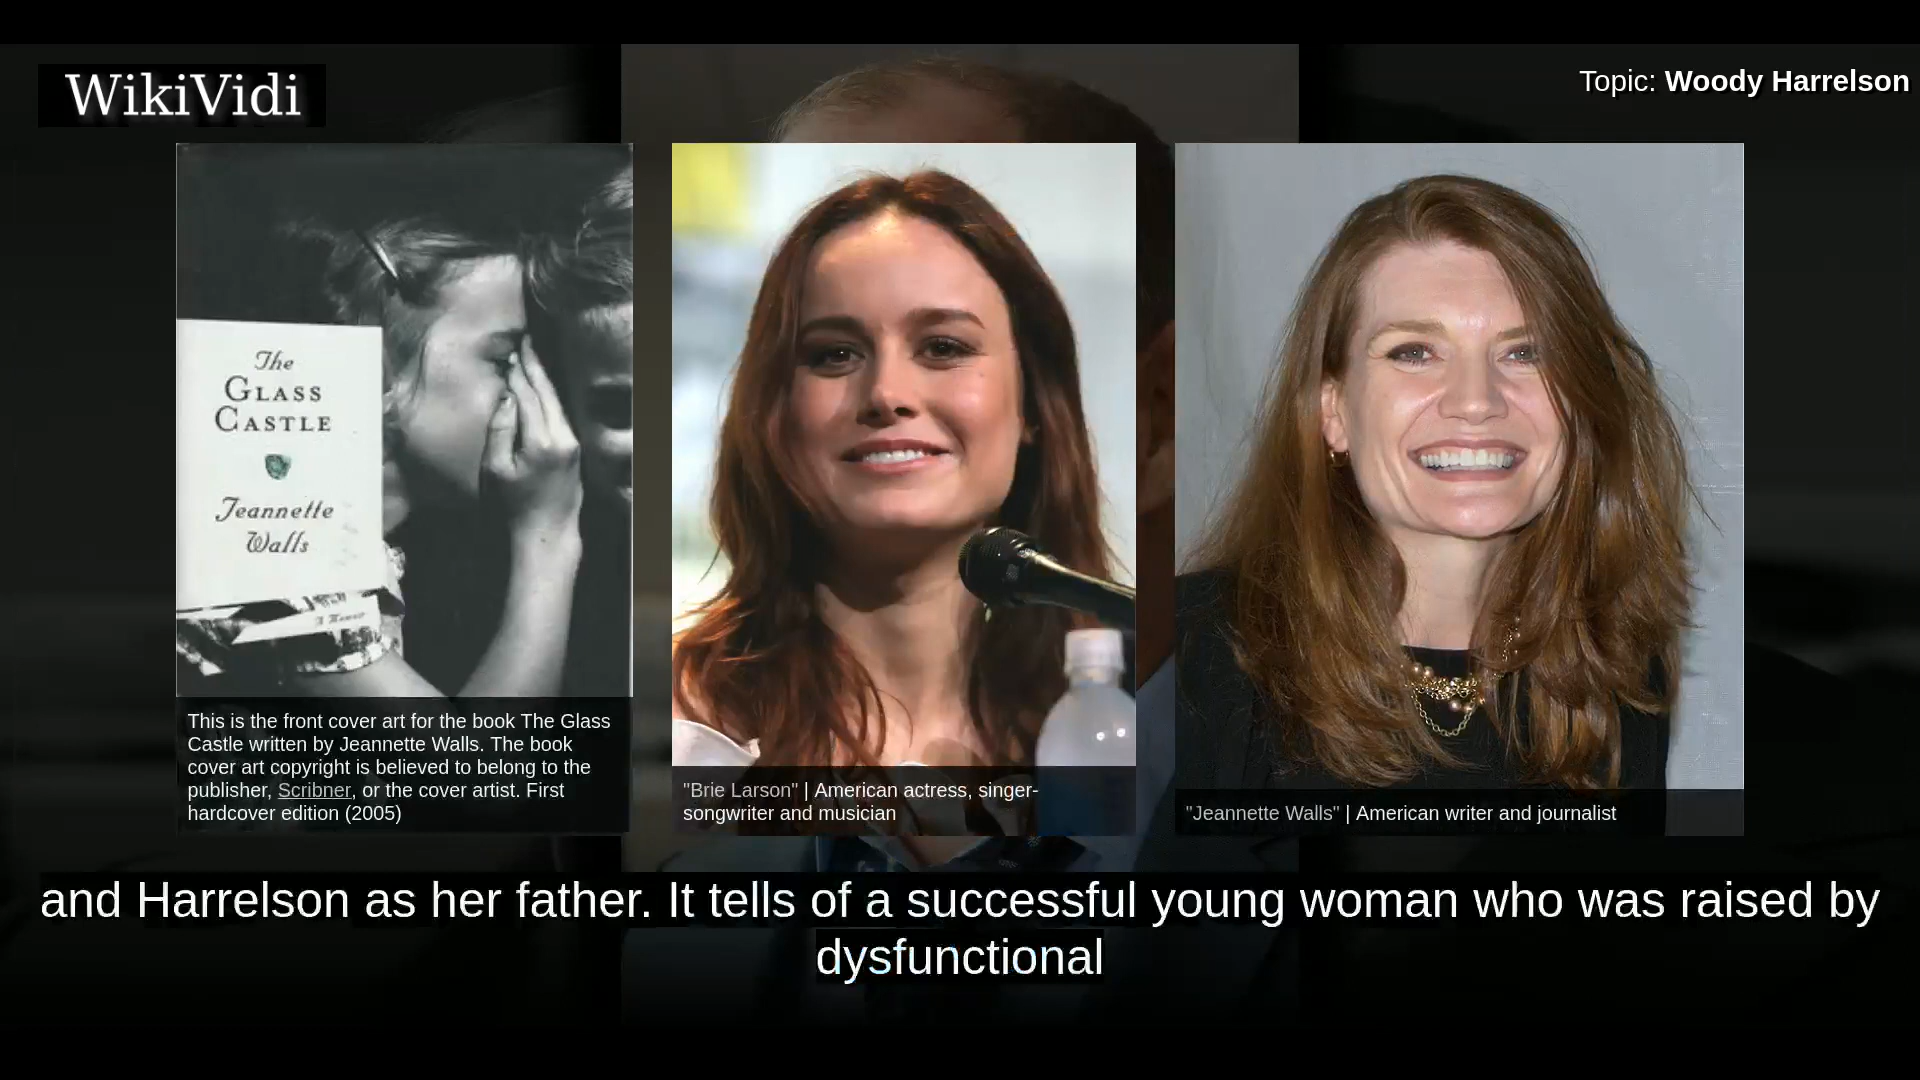 WikiVidi
Topic: Woody Harrelson
The
GLASS
CASTLE
Jeannette
Walls
A Memoir
This is the front cover art for the book The Glass
Castle written by Jeannette Walls. The book
cover art copyright is believed to belong to the
publisher, Scribner, or the cover artist. First
hardcover edition (2005)
"Brie Larson" | American actress, singer-
songwriter and musician
"Jeannette Walls" | American writer and journalist
and Harrelson as her father. It tells of a successful young woman who was raised by
dysfunctional